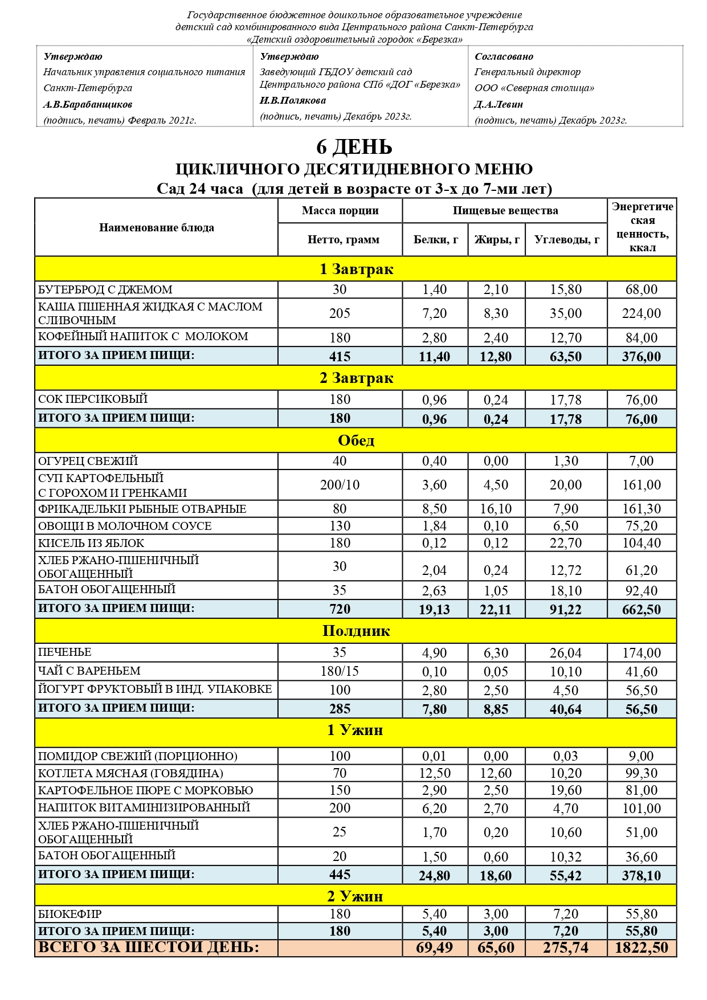 Государственное бюджетное дошкольное образовательное учреждение
детский сад комбинированного вида Центрального района Санкт-Петербурга
«Детский оздоровительный городок «Березка»
Утверждаю
Начальник управления социального питания
Санкт-Петербурга
А.В.Барабанщиков
(подпись, печать) Февраль 2021г.
Утверждаю
Заведующий ГБДОУ детский сад
Центрального района СПб «ДОГ «Березка»
И.В.Полякова
(подпись, печать) Декабрь 2023г.
Согласовано
Генеральный директор
ООО «Северная столица»
Д.А.Левин
(подпись, печать) Декабрь 2023г.
6 ДЕНЬ
ЦИКЛИЧНОГО ДЕСЯТИДНЕВНОГО МЕНЮ
Сад 24 часа (для детей в возрасте от 3-х до 7-ми лет)
Наименование блюда
Масса порции
Нетто, грамм
Пищевые вещества
Белки, г Жиры, г Углеводы, г
Энергетиче
ская
ценность,
ккал
1 Завтрак
БУТЕРБРОД С ДЖЕМОМ 30 1,40 2,10 15,80 68,00
КАША ПШЕННАЯ ЖИДКАЯ С МАСЛОМ
СЛИВОЧНЫМ 205 7,20 8,30 35,00 224,00
КОФЕЙНЫЙ НАПИТОК С МОЛОКОМ 180 2,80 2,40 12,70 84,00
ИТОГО ЗА ПРИЕМ ПИЩИ: 415 11,40 12,80 63,50 376,00
2 Завтрак
СОК ПЕРСИКОВЫЙ 180 0,96 0,24 17,78 76,00
ИТОГО ЗА ПРИЕМ ПИЩИ: 180 0,96 0,24 17,78 76,00
Обед
ОГУРЕЦ СВЕЖИЙ 40 0,40 0,00 1,30 7,00
СУП КАРТОФЕЛЬНЫЙ
С ГОРОХОМ И ГРЕНКАМИ 200/10 3,60 4,50 20,00 161,00
ФРИКАДЕЛЬКИ РЫБНЫЕ ОТВАРНЫЕ 80 8,50 16,10 7,90 161,30
ОВОЩИ В МОЛОЧНОМ СОУСЕ 130 1,84 0,10 6,50 75,20
КИСЕЛЬ ИЗ ЯБЛОК 180 0,12 0,12 22,70 104,40
ХЛЕБ РЖАНО-ПШЕНИЧНЫЙ
ОБОГАЩЕННЫЙ 30 2,04 0,24 12,72 61,20
БАТОН ОБОГАЩЕННЫЙ 35 2,63 1,05 18,10 92,40
ИТОГО ЗА ПРИЕМ ПИЩИ: 720 19,13 22,11 91,22 662,50
Полдник
ПЕЧЕНЬЕ 35 4,90 6,30 26,04 174,00
ЧАЙ С ВАРЕНЬЕМ 180/15 0,10 0,05 10,10 41,60
ЙОГУРТ ФРУКТОВЫЙ В ИНД. УПАКОВКЕ 100 2,80 2,50 4,50 56,50
ИТОГО ЗА ПРИЕМ ПИЩИ: 285 7,80 8,85 40,64 56,50
1 Ужин
ПОМИДОР СВЕЖИЙ (ПОРЦИОННО) 100 0,01 0,00 0,03 9,00
КОТЛЕТА МЯСНАЯ (ГОВЯДИНА) 70 12,50 12,60 10,20 99,30
КАРТОФЕЛЬНОЕ ПЮРЕ С МОРКОВЬЮ 150 2,90 2,50 19,60 81,00
НАПИТОК ВИТАМИНИЗИРОВАННЫЙ 200 6,20 2,70 4,70 101,00
ХЛЕБ РЖАНО-ПШЕНИЧНЫЙ
ОБОГАЩЕННЫЙ 25 1,70 0,20 10,60 51,00
БАТОН ОБОГАЩЕННЫЙ 20 1,50 0,60 10,32 36,60
ИТОГО ЗА ПРИЕМ ПИЩИ: 445 24,80 18,60 55,42 378,10
2 Ужин
БИОКЕФИР 180 5,40 3,00 7,20 55,80
ИТОГО ЗА ПРИЕМ ПИЩИ: 180 5,40 3,00 7,20 55,80
ВСЕГО ЗА ШЕСТОЙ ДЕНЬ: 69,49 65,60 275,74 1822,50